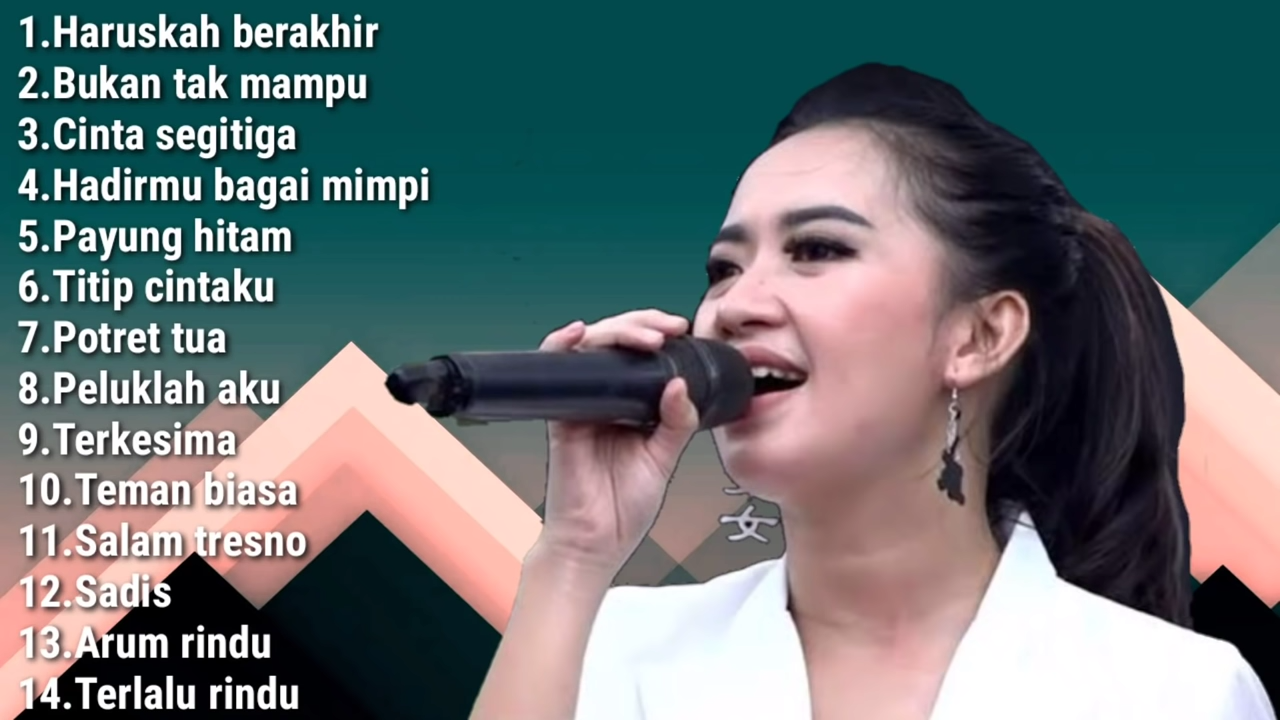 1.Haruskah berakhir
2.Bukan tak mampu
3.Cinta segitiga
4.Hadirmu bagai mimpi
5.Payung hitam
6.Titip cintaku
7.Potret tua
8.Peluklah aku
9.Terkesima
10.Teman biasa
11.Salam tresno
12.Sadis
13.Arum rindu
14.Terlalu rindu
女